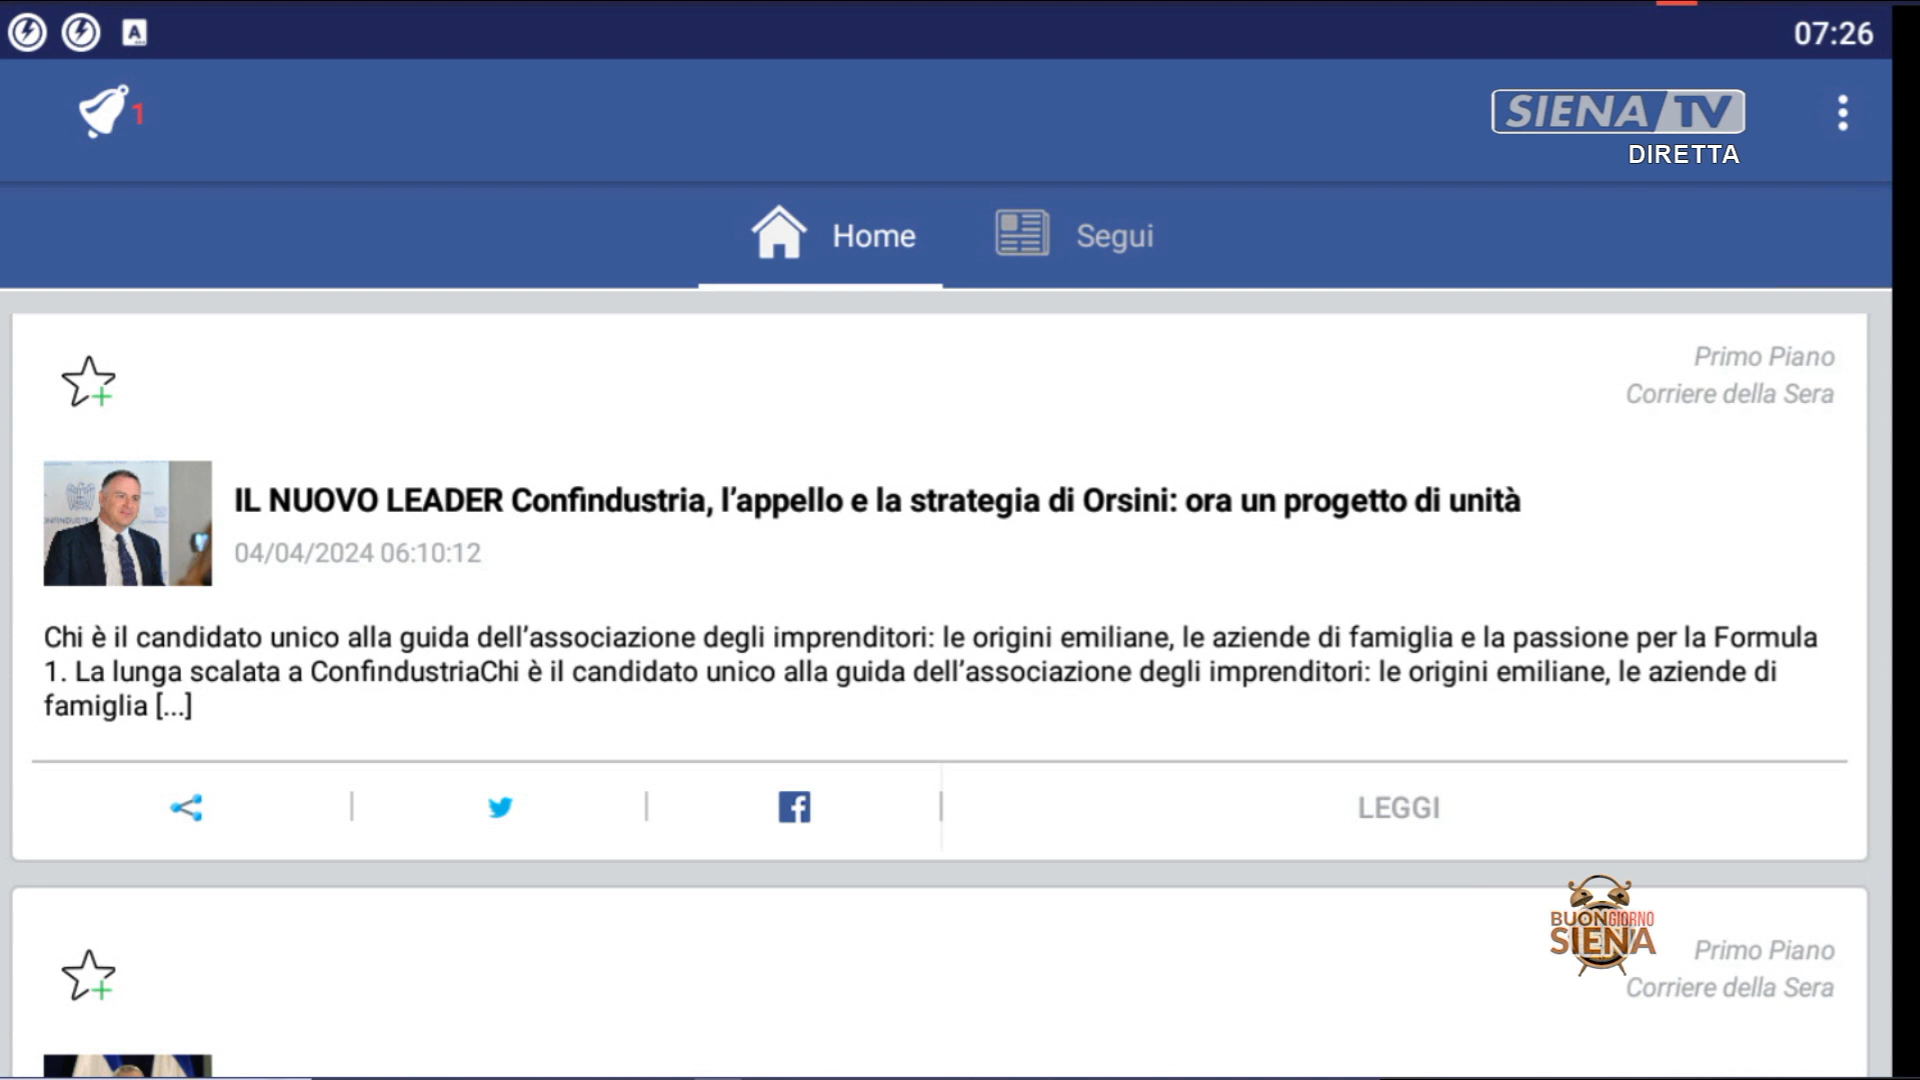 A
07:26
1
SIENA TV
DIRETTA
Home
Segui
Primo Piano
Corriere della Sera
IL NUOVO LEADER Confindustria, l’appello e la strategia di Orsini: ora un progetto di unità
04/04/2024 06:10:12
Chi è il candidato unico alla guida dell’associazione degli imprenditori: le origini emiliane, le aziende di famiglia e la passione per la Formula
1. La lunga scalata a ConfindustriaChi è il candidato unico alla guida dell’associazione degli imprenditori: le origini emiliane, le aziende di
famiglia [...]
LEGGI
BUONGIORNO
SIENA
Primo Piano
Corriere della Sera